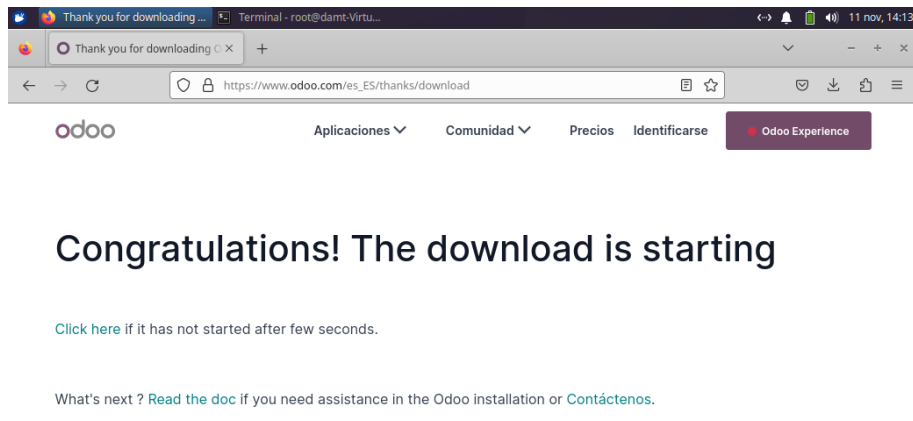 Thank you for downloading ... Terminal - root@damt-Virtu... 11 nov, 14:13
Thank you for downloading O
https://www.odoo.com/es_ES/thanks/download
odoo Aplicaciones Comunidad Precios Identificarse Odoo Experience
Congratulations! The download is starting
Click here if it has not started after few seconds.
What's next ? Read the doc if you need assistance in the Odoo installation or Contáctenos.